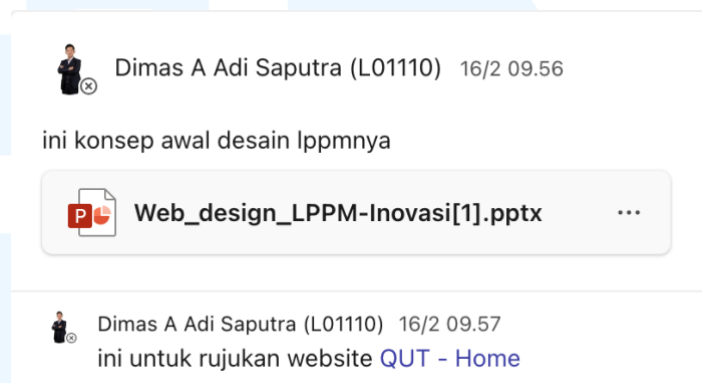 Dimas A Adi Saputra (L01110) 16/2 09.56
ini konsep awal desain lppmnya
P Web_design_LPPM-Inovasi[1].pptx ...
Dimas A Adi Saputra (L01110) 16/2 09.57
ini untuk rujukan website QUT - Home